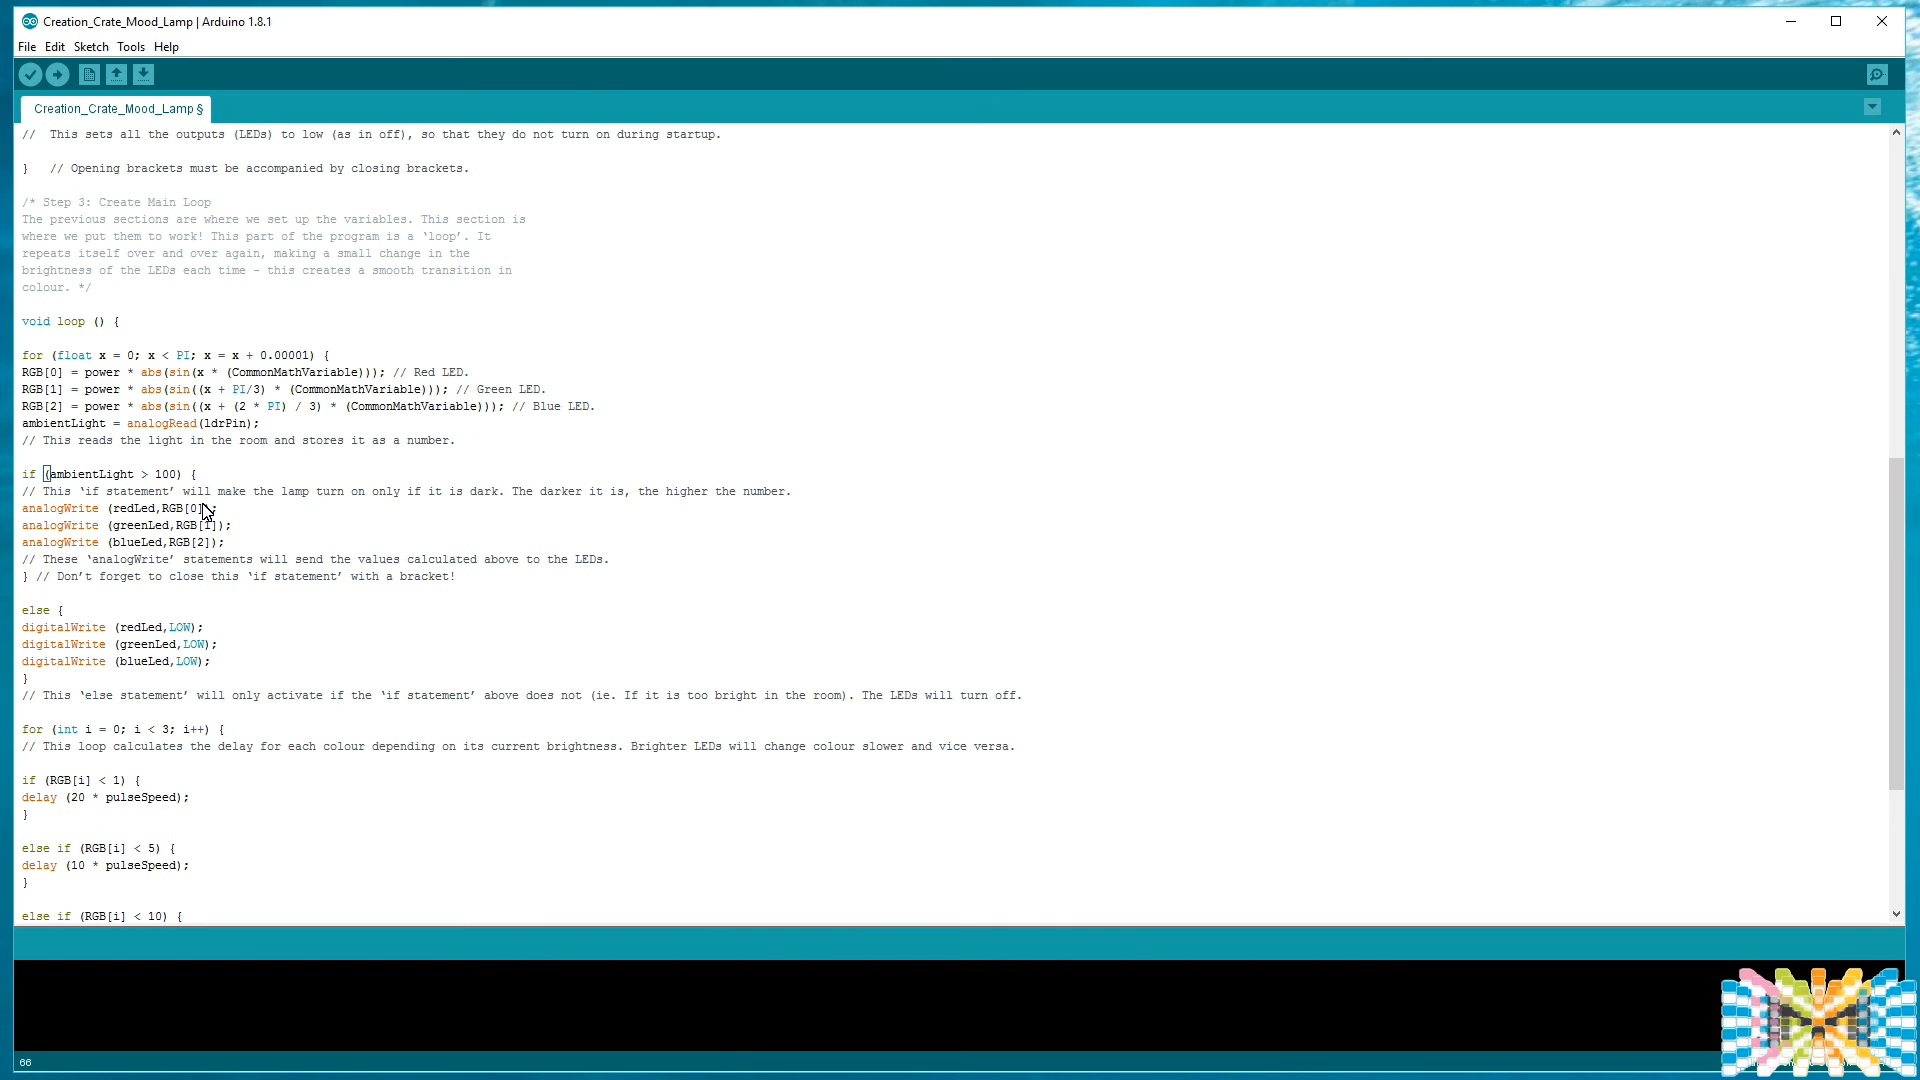 Creation_Crate_Mood_Lamp | Arduino 1.8.1
File Edit Sketch Tools Help
Creation_Crate_Mood_Lamp §
//  This sets all the outputs (LEDs) to low (as in off), so that they do not turn on during startup.
}   // Opening brackets must be accompanied by closing brackets.
/* Step 3: Create Main Loop
The previous sections are where we set up the variables. This section is
where we put them to work! This part of the program is a ‘loop’. It
repeats itself over and over again, making a small change in the
brightness of the LEDs each time - this creates a smooth transition in
colour. */
void loop () {
for (float x = 0; x < PI; x = x + 0.00001) {
RGB[0] = power * abs(sin(x * (CommonMathVariable))); // Red LED.
RGB[1] = power * abs(sin((x + PI/3) * (CommonMathVariable))); // Green LED.
RGB[2] = power * abs(sin((x + (2 * PI) / 3) * (CommonMathVariable))); // Blue LED.
ambientLight = analogRead(ldrPin);
// This reads the light in the room and stores it as a number.
if (ambientLight > 100) {
// This ‘if statement’ will make the lamp turn on only if it is dark. The darker it is, the higher the number.
analogWrite (redLed,RGB[0]);
analogWrite (greenLed,RGB[1]);
analogWrite (blueLed,RGB[2]);
// These ‘analogWrite’ statements will send the values calculated above to the LEDs.
} // Don’t forget to close this ‘if statement’ with a bracket!
else {
digitalWrite (redLed,LOW);
digitalWrite (greenLed,LOW);
digitalWrite (blueLed,LOW);
}
// This ‘else statement’ will only activate if the ‘if statement’ above does not (ie. If it is too bright in the room). The LEDs will turn off.
for (int i = 0; i < 3; i++) {
// This loop calculates the delay for each colour depending on its current brightness. Brighter LEDs will change colour slower and vice versa.
if (RGB[i] < 1) {
delay (20 * pulseSpeed);
}
else if (RGB[i] < 5) {
delay (10 * pulseSpeed);
}
else if (RGB[i] < 10) {
66